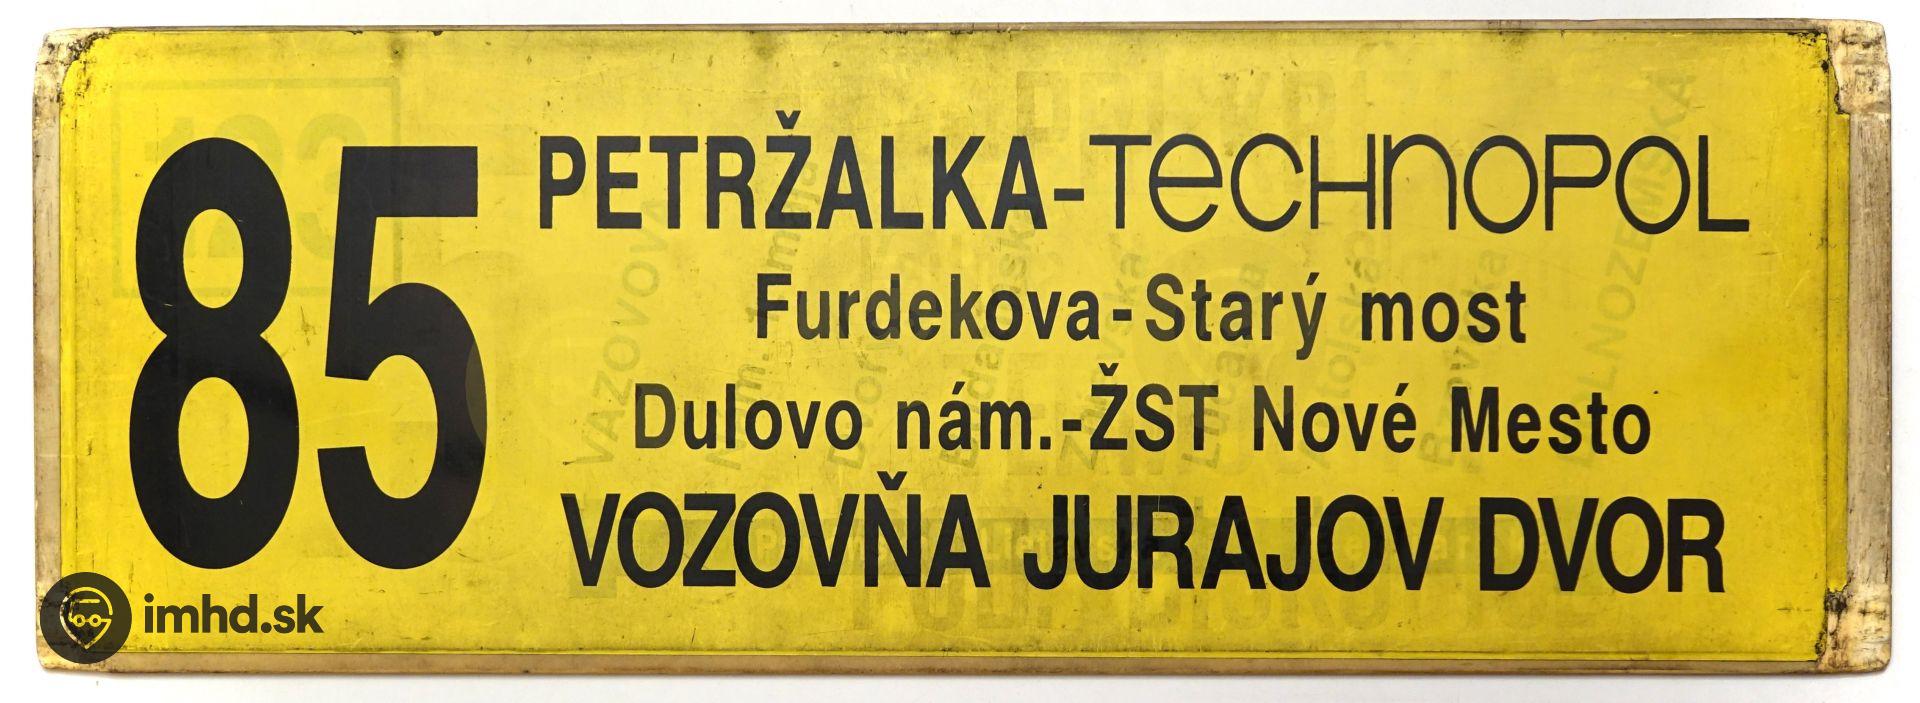 85
PETRŽALKA-TECHNOPOL
Furdekova-Starý most
Dulovo nám.-ŽST Nové Mesto
VOZOVŇA JURAJOV DVOR
imhd.sk